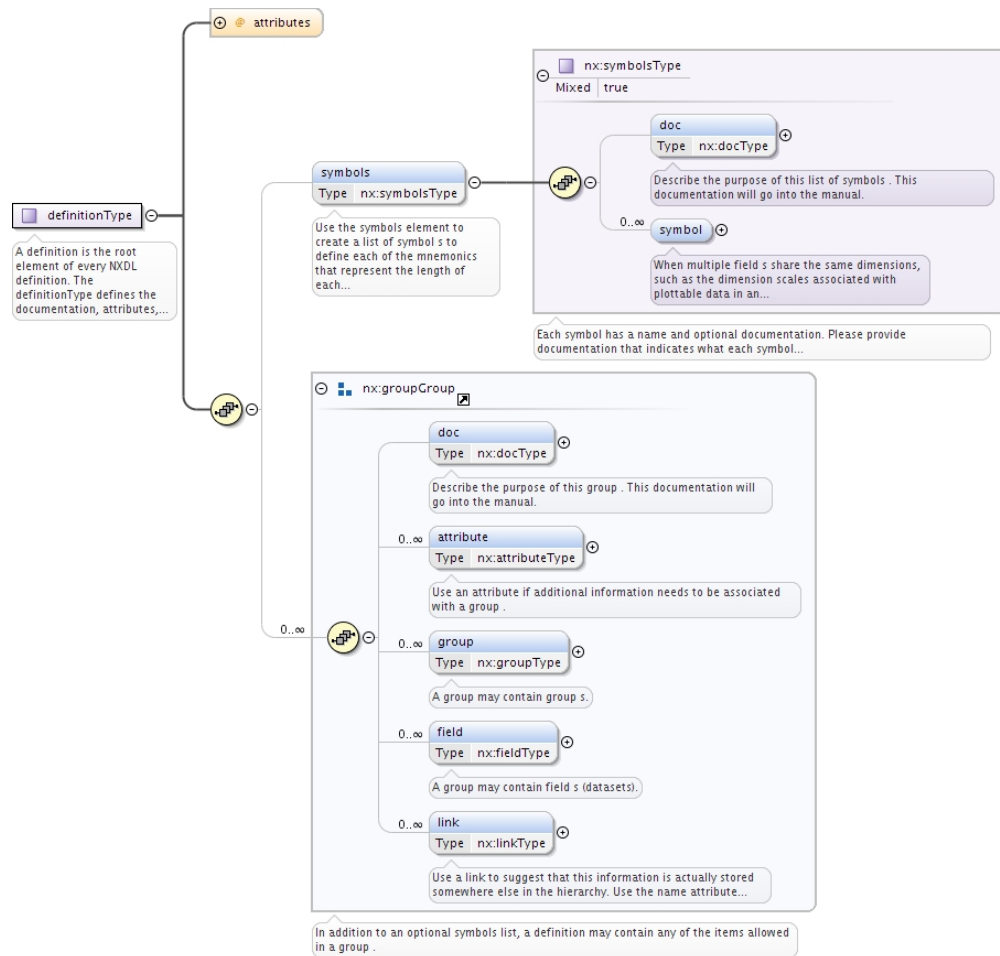 attributes
nx:symbolsType
Mixed true
doc
Type nx:docType
Describe the purpose of this list of symbols . This
documentation will go into the manual.
0..∞
symbol
When multiple field s share the same dimensions,
such as the dimension scales associated with
plottable data in an...
Each symbol has a name and optional documentation. Please provide
documentation that indicates what each symbol...
symbols
Type nx:symbolsType
Use the symbols element to
create a list of symbol s to
define each of the mnemonics
that represent the length of
each...
definitionType
A definition is the root
element of every NXDL
definition. The
definitionType defines the
documentation, attributes,...
nx:groupGroup
doc
Type nx:docType
Describe the purpose of this group . This documentation will
go into the manual.
0..∞
attribute
Type nx:attributeType
Use an attribute if additional information needs to be associated
with a group .
0..∞
0..∞
group
Type nx:groupType
A group may contain group s.
0..∞
field
Type nx:fieldType
A group may contain field s (datasets).
0..∞
link
Type nx:linkType
Use a link to suggest that this information is actually stored
somewhere else in the hierarchy. Use the name attribute...
In addition to an optional symbols list, a definition may contain any of the items allowed
in a group .